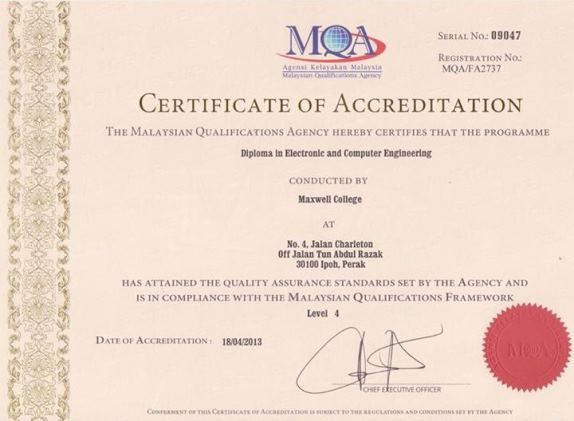 MQA
Agensi Kelayakan Malaysia
Malaysian Qualifications Agency
SERIAL NO.: 09047
REGISTRATION NO.:
MQA/FA2737
CERTIFICATE OF ACCREDITATION
THE MALAYSIAN QUALIFICATIONS AGENCY HEREBY CERTIFIES THAT THE PROGRAMME
Diploma in Electronic and Computer Engineering
CONDUCTED BY
Maxwell College
AT
No. 4, Jalan Charleton
Off Jalan Tun Abdul Razak
30100 Ipoh, Perak
HAS ATTAINED THE QUALITY ASSURANCE STANDARDS SET BY THE AGENCY AND
IS IN COMPLIANCE WITH THE MALAYSIAN QUALIFICATIONS FRAMEWORK
Level 4
DATE OF ACCREDITATION : 18/04/2013
CHIEF EXECUTIVE OFFICER
MQA
CONFERMENT OF THIS CERTIFICATE OF ACCREDITATION IS SUBJECT TO THE REGULATIONS AND CONDITIONS SET BY THE AGENCY